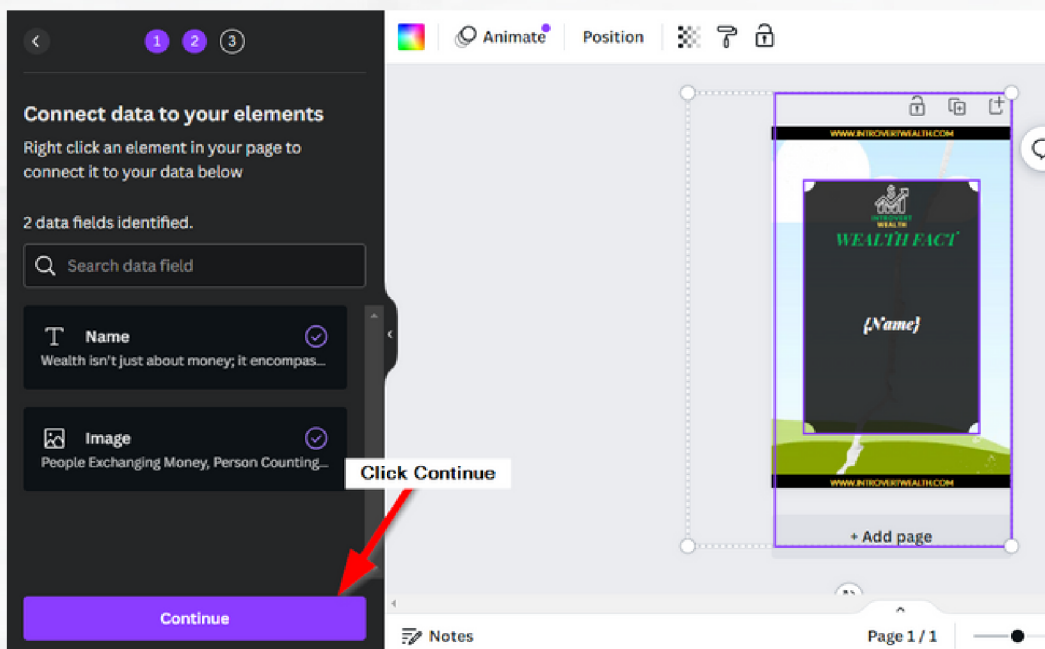 1 2 3
Animate
Position
Connect data to your elements
Right click an element in your page to
connect it to your data below
2 data fields identified.
Search data field
T Name
Wealth isn't just about money; it encompas...
Image
People Exchanging Money, Person Counting...
Click Continue
Continue
WWW.INTROVERTWEALTH.COM
INTROVERT
WEALTH
WEALTH FACT
{Name}
WWW.INTROVERTWEALTH.COM
+ Add page
Notes
Page 1 / 1